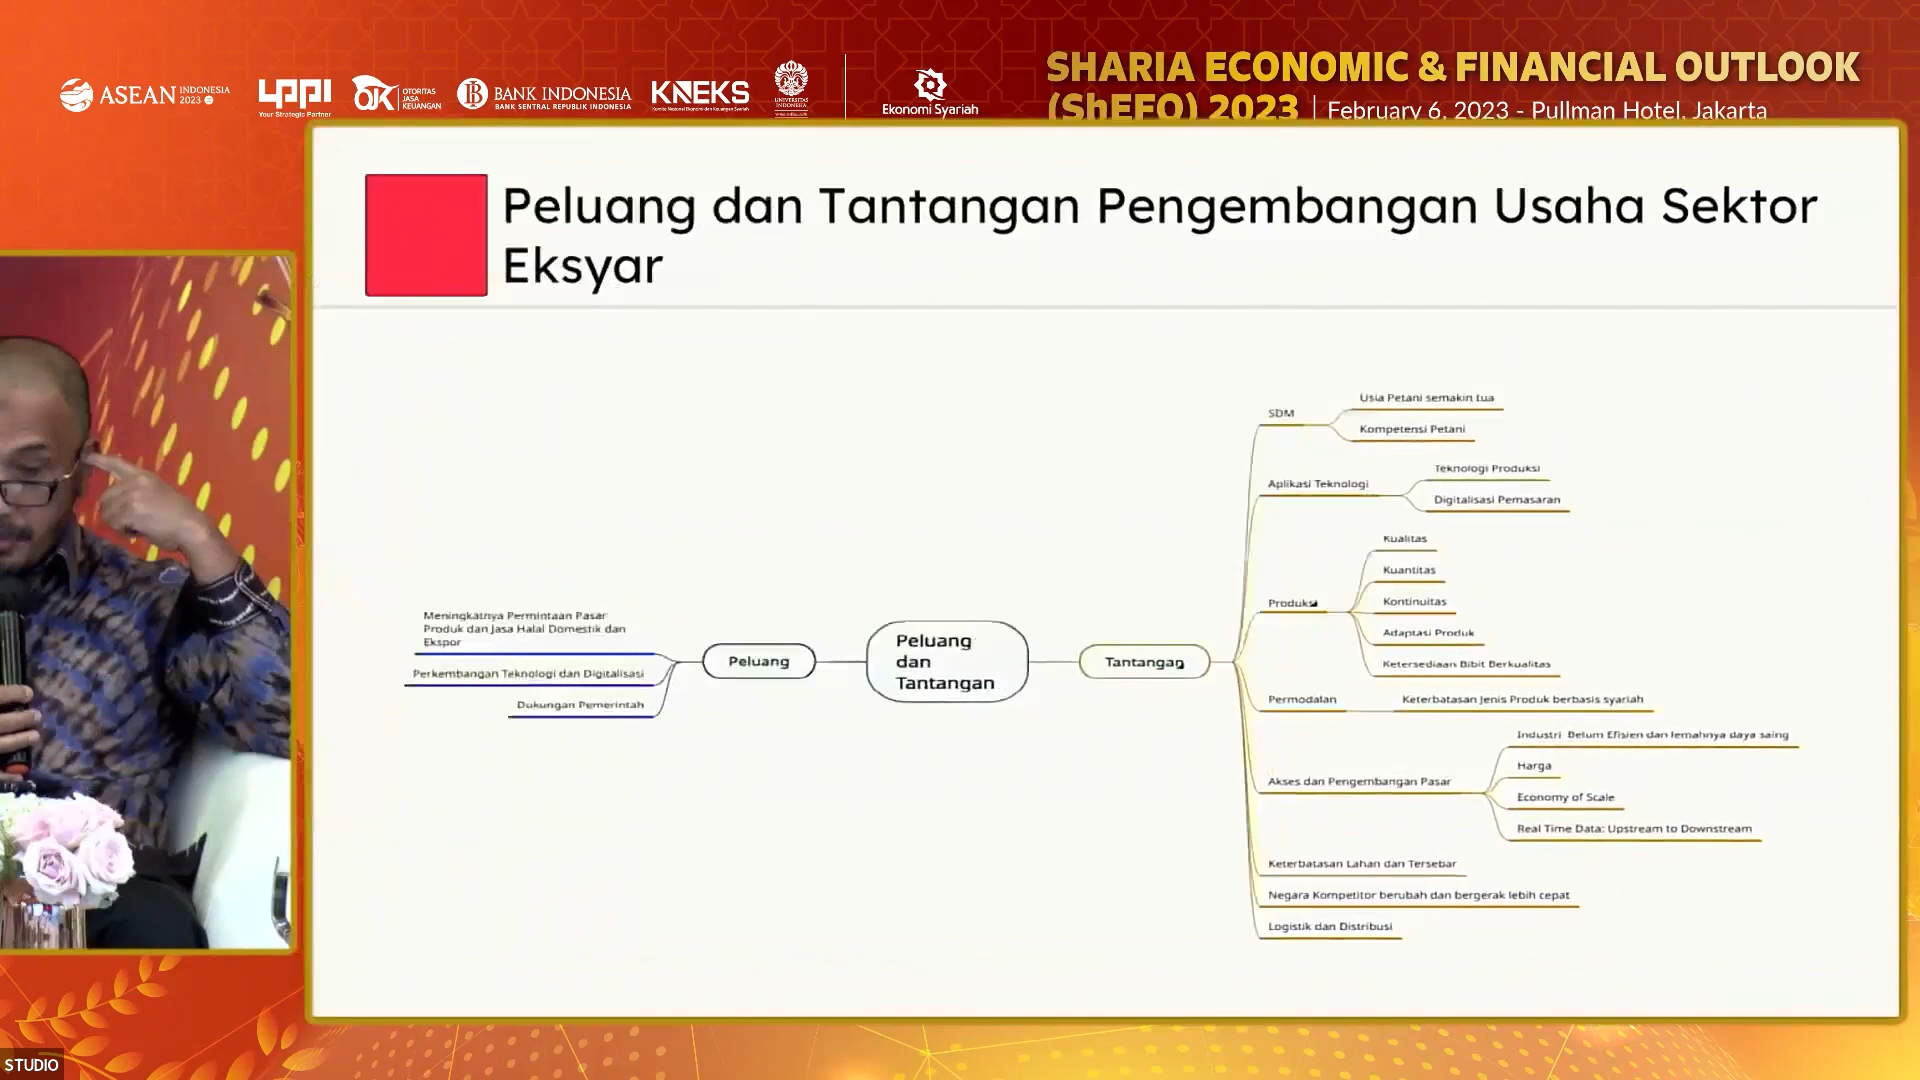 ASEAN INDONESIA 2023
LPPI
Your Strategic Partner
OJK OTORITAS JASA KEUANGAN
BANK INDONESIA
BANK SENTRAL REPUBLIK INDONESIA
KNEKS
Komite Nasional Ekonomi dan Keuangan Syariah
UNIVERSITAS INDONESIA
Ekonomi Syariah
SHARIA ECONOMIC & FINANCIAL OUTLOOK
(ShEFO) 2023 | February 6, 2023 - Pullman Hotel, Jakarta
Peluang dan Tantangan Pengembangan Usaha Sektor
Eksyar
Meningkatnya Permintaan Pasar
Produk dan Jasa Halal Domestik dan
Ekspor
Perkembangan Teknologi dan Digitalisasi
Dukungan Pemerintah
Peluang
Peluang
dan
Tantangan
Tantangan
SDM
Usia Petani semakin tua
Kompetensi Petani
Aplikasi Teknologi
Teknologi Produksi
Digitalisasi Pemasaran
Produksi
Kualitas
Kuantitas
Kontinuitas
Adaptasi Produk
Ketersediaan Bibit Berkualitas
Permodalan
Keterbatasan Jenis Produk berbasis syariah
Akses dan Pengembangan Pasar
Industri Belum Efisien dan lemahnya daya saing
Harga
Economy of Scale
Real Time Data: Upstream to Downstream
Keterbatasan Lahan dan Tersebar
Negara Kompetitor berubah dan bergerak lebih cepat
Logistik dan Distribusi
STUDIO